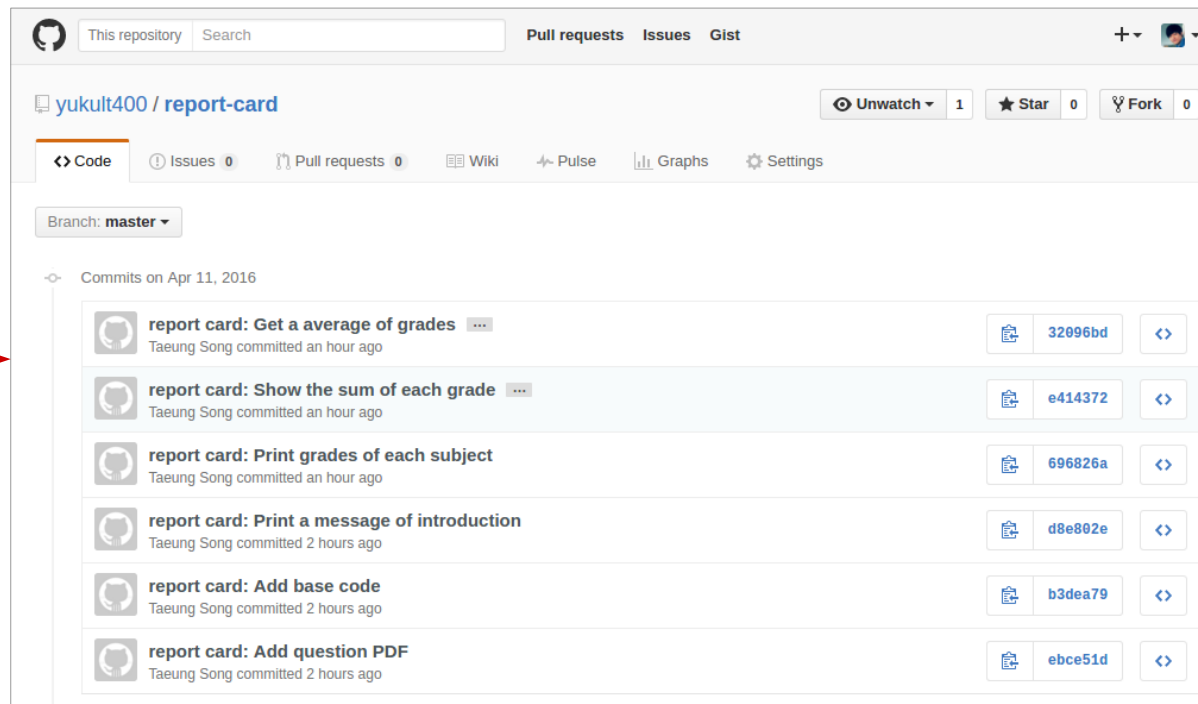 This repository Search Pull requests Issues Gist
yukult400 / report-card Unwatch 1 Star 0 Fork 0
Code Issues 0 Pull requests 0 Wiki Pulse Graphs Settings
Branch: master
Commits on Apr 11, 2016
report card: Get a average of grades ...
Taeung Song committed an hour ago
32096bd
report card: Show the sum of each grade ...
Taeung Song committed an hour ago
e414372
report card: Print grades of each subject
Taeung Song committed an hour ago
696826a
report card: Print a message of introduction
Taeung Song committed 2 hours ago
d8e802e
report card: Add base code
Taeung Song committed 2 hours ago
b3dea79
report card: Add question PDF
Taeung Song committed 2 hours ago
ebce51d